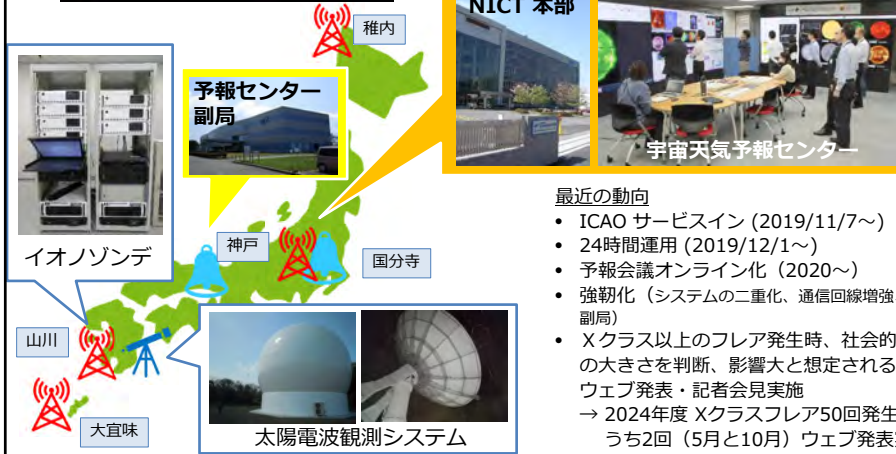 NICT 本部
稚内
予報センター
副局
宇宙天気予報センター
イオノゾンデ
神戸
国分寺
山川
大宜味
太陽電波観測システム
最近の動向
• ICAO サービスイン (2019/11/7~)
• 24時間運用 (2019/12/1~)
• 予報会議オンライン化（2020~）
• 強靭化（システムの二重化、通信回線増強
副局）
• Ｘクラス以上のフレア発生時、社会的
の大きさを判断、影響大と想定される
ウェブ発表・記者会見実施
→ 2024年度 Xクラスフレア50回発生
うち2回（5月と10月）ウェブ発表